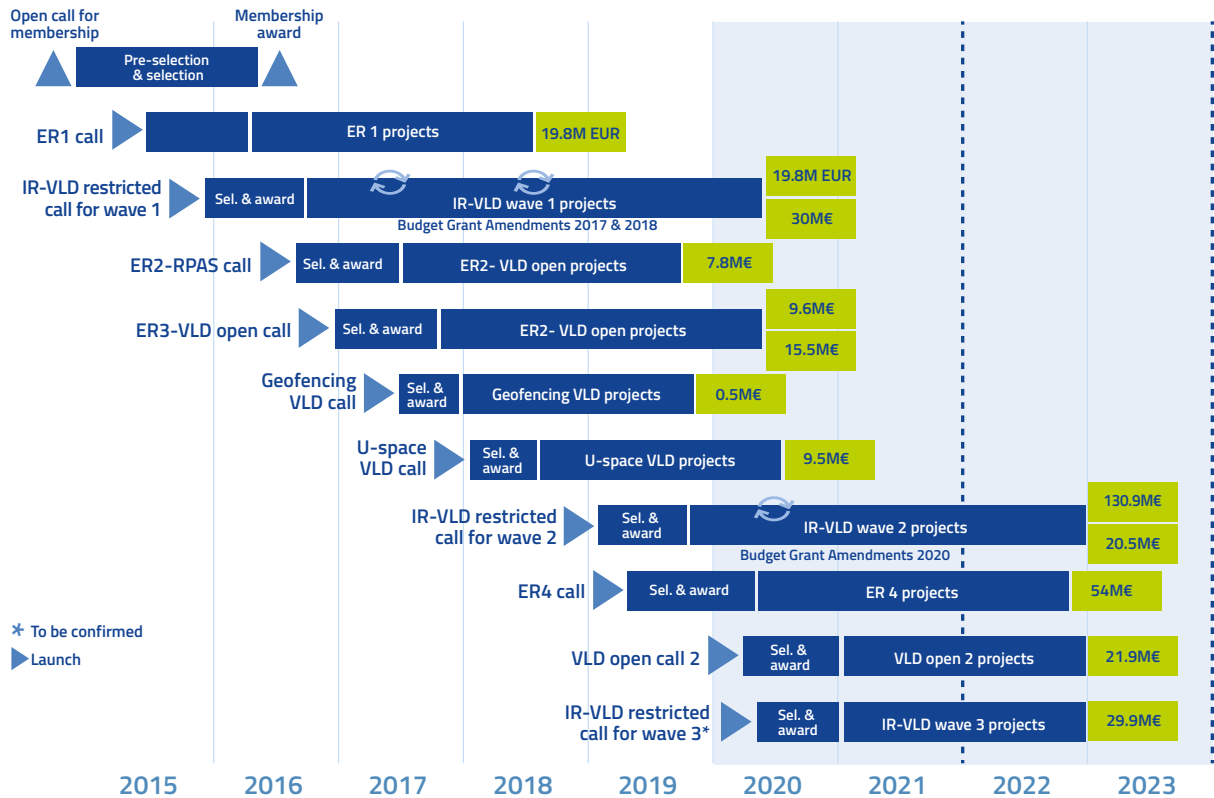 Open call for
membership
Membership
award
Pre-selection
& selection
ER1 call
ER 1 projects
19.8M EUR
IR-VLD restricted
call for wave 1
Sel. & award
IR-VLD wave 1 projects
19.8M EUR
30M€
Budget Grant Amendments 2017 & 2018
ER2-RPAS call
Sel. & award
ER2- VLD open projects
7.8M€
ER3-VLD open call
Sel. & award
ER2- VLD open projects
9.6M€
15.5M€
Geofencing
VLD call
Sel. &
award
Geofencing VLD projects
0.5M€
U-space
VLD call
Sel. &
award
U-space VLD projects
9.5M€
IR-VLD restricted
call for wave 2
Sel. &
award
IR-VLD wave 2 projects
130.9M€
20.5M€
Budget Grant Amendments 2020
ER4 call
Sel. & award
ER 4 projects
54M€
* To be confirmed
Launch
VLD open call 2
Sel. &
award
VLD open 2 projects
21.9M€
IR-VLD restricted
call for wave 3*
Sel. &
award
IR-VLD wave 3 projects
29.9M€
2015 2016 2017 2018 2019 2020 2021 2022 2023